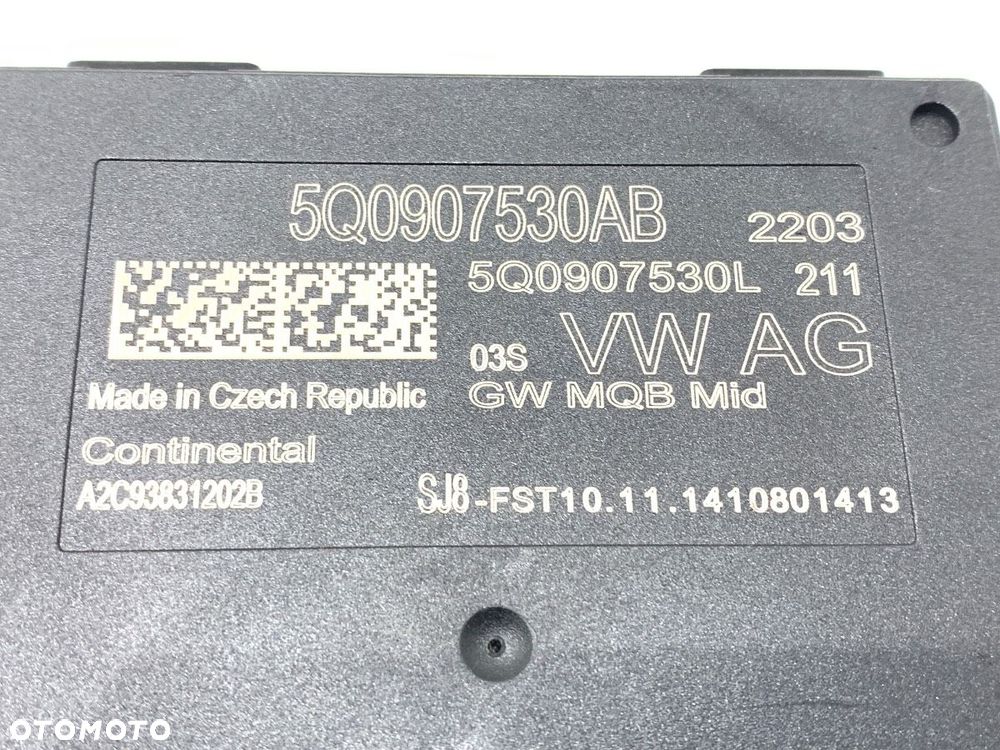 5Q0907530AB 2203
5Q0907530L 211
03S VW AG
Made in Czech Republic GW MQB Mid
Continental
A2C93831202B SJ8-FST10.11.1410801413
OTOMOTO